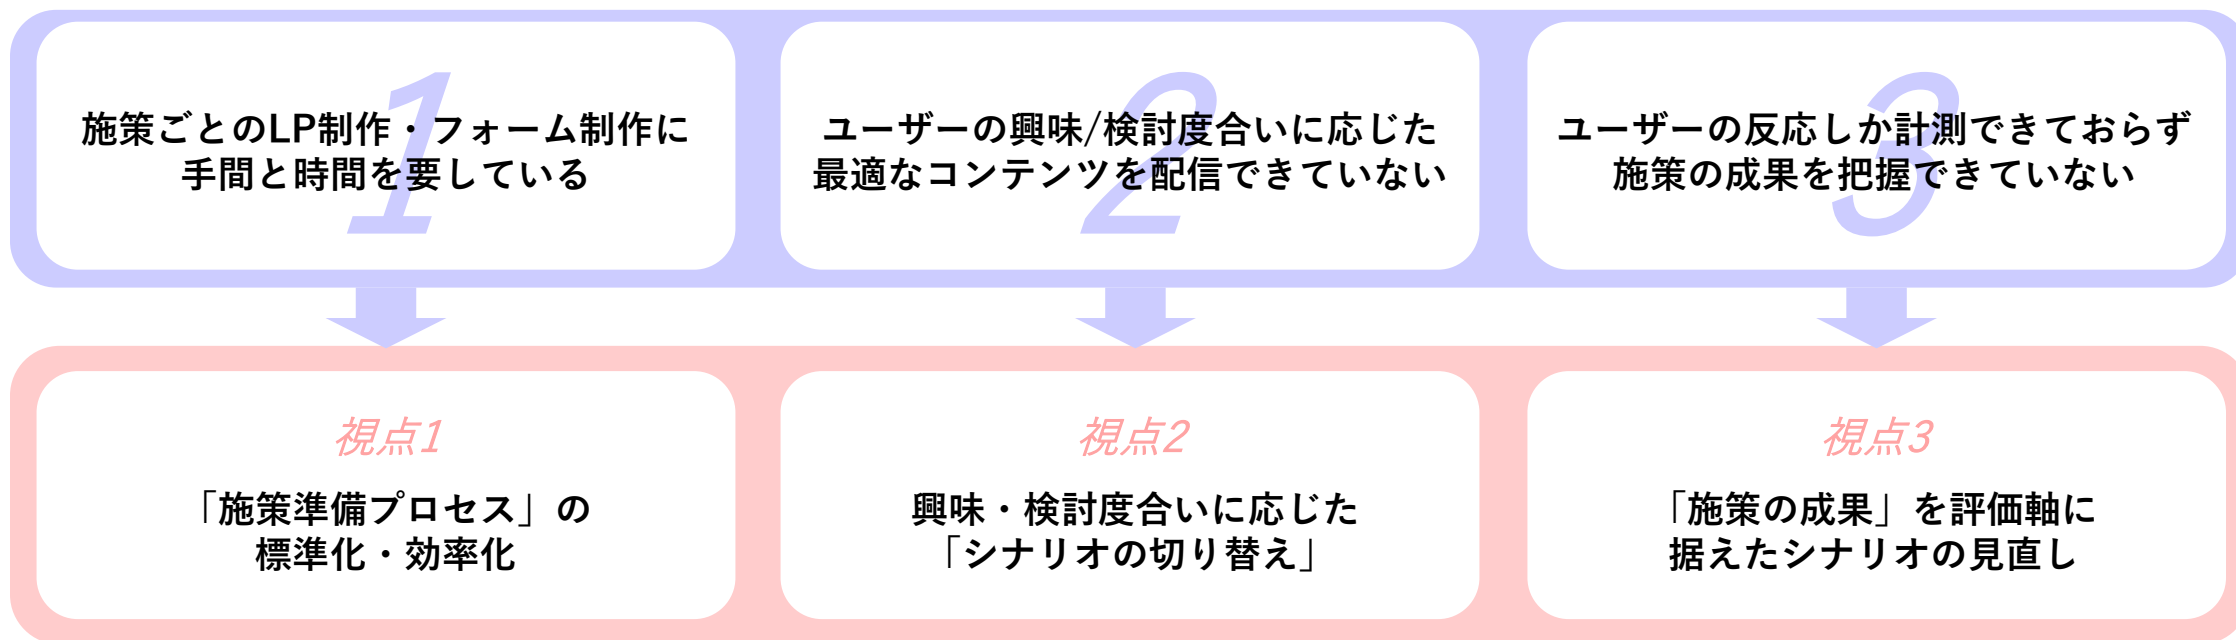 1
施策ごとのLP制作・フォーム制作に
手間と時間を要している
2
ユーザーの興味/検討度合いに応じた
最適なコンテンツを配信できていない
3
ユーザーの反応しか計測できておらず
施策の成果を把握できていない
視点1
「施策準備プロセス」の
標準化・効率化
視点2
興味・検討度合いに応じた
「シナリオの切り替え」
視点3
「施策の成果」を評価軸に
据えたシナリオの見直し